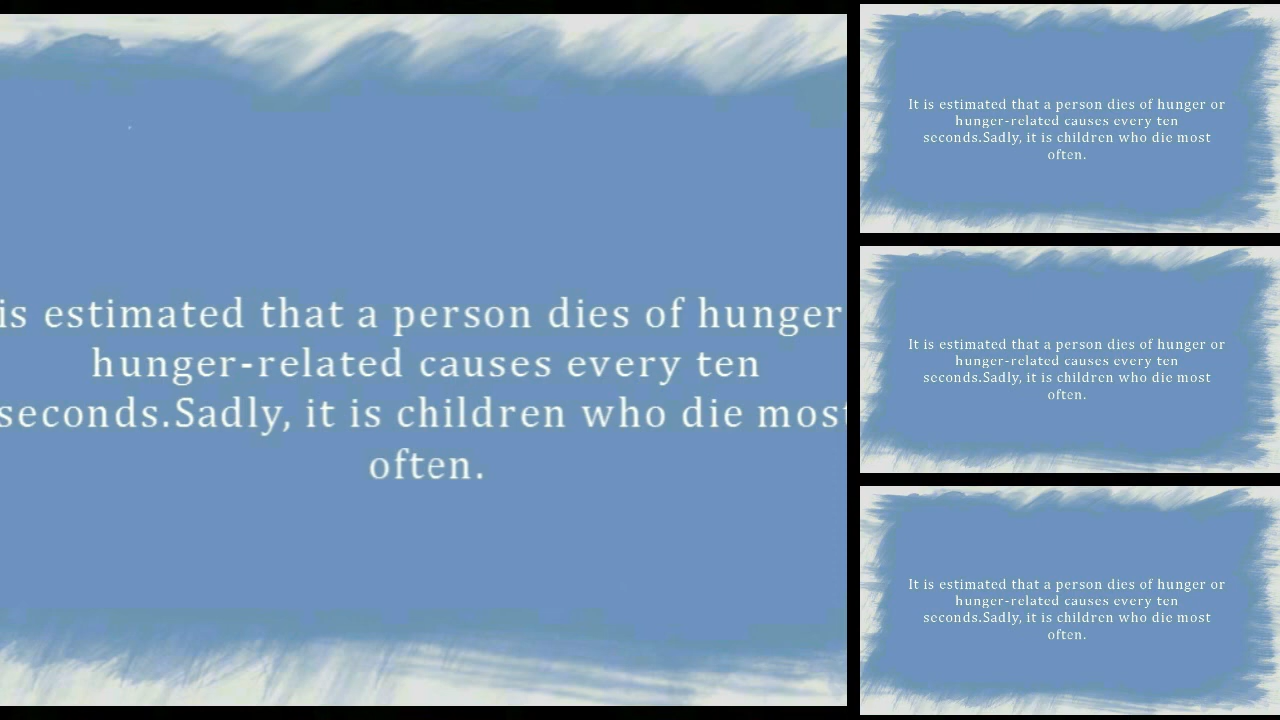 is estimated that a person dies of hunger
hunger-related causes every ten
seconds.Sadly, it is children who die most
often.
It is estimated that a person dies of hunger or
hunger-related causes every ten
seconds.Sadly, it is children who die most
often.
It is estimated that a person dies of hunger or
hunger-related causes every ten
seconds.Sadly, it is children who die most
often.
It is estimated that a person dies of hunger or
hunger-related causes every ten
seconds.Sadly, it is children who die most
often.